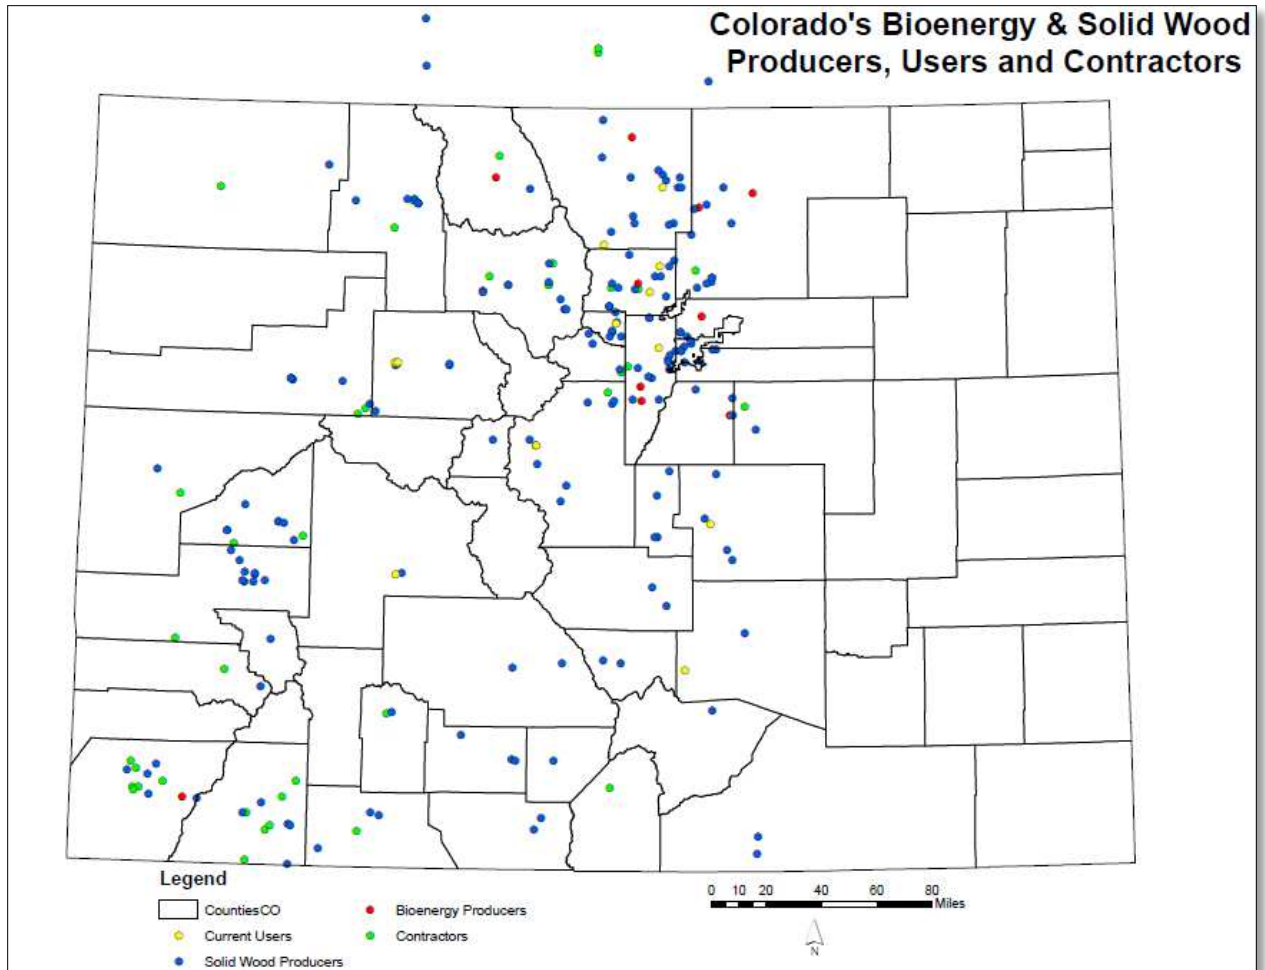 Colorado's Bioenergy & Solid Wood
Producers, Users and Contractors
Legend
CountiesCO
Current Users
Solid Wood Producers
Bioenergy Producers
Contractors
0 10 20 40 60 80
Miles
N